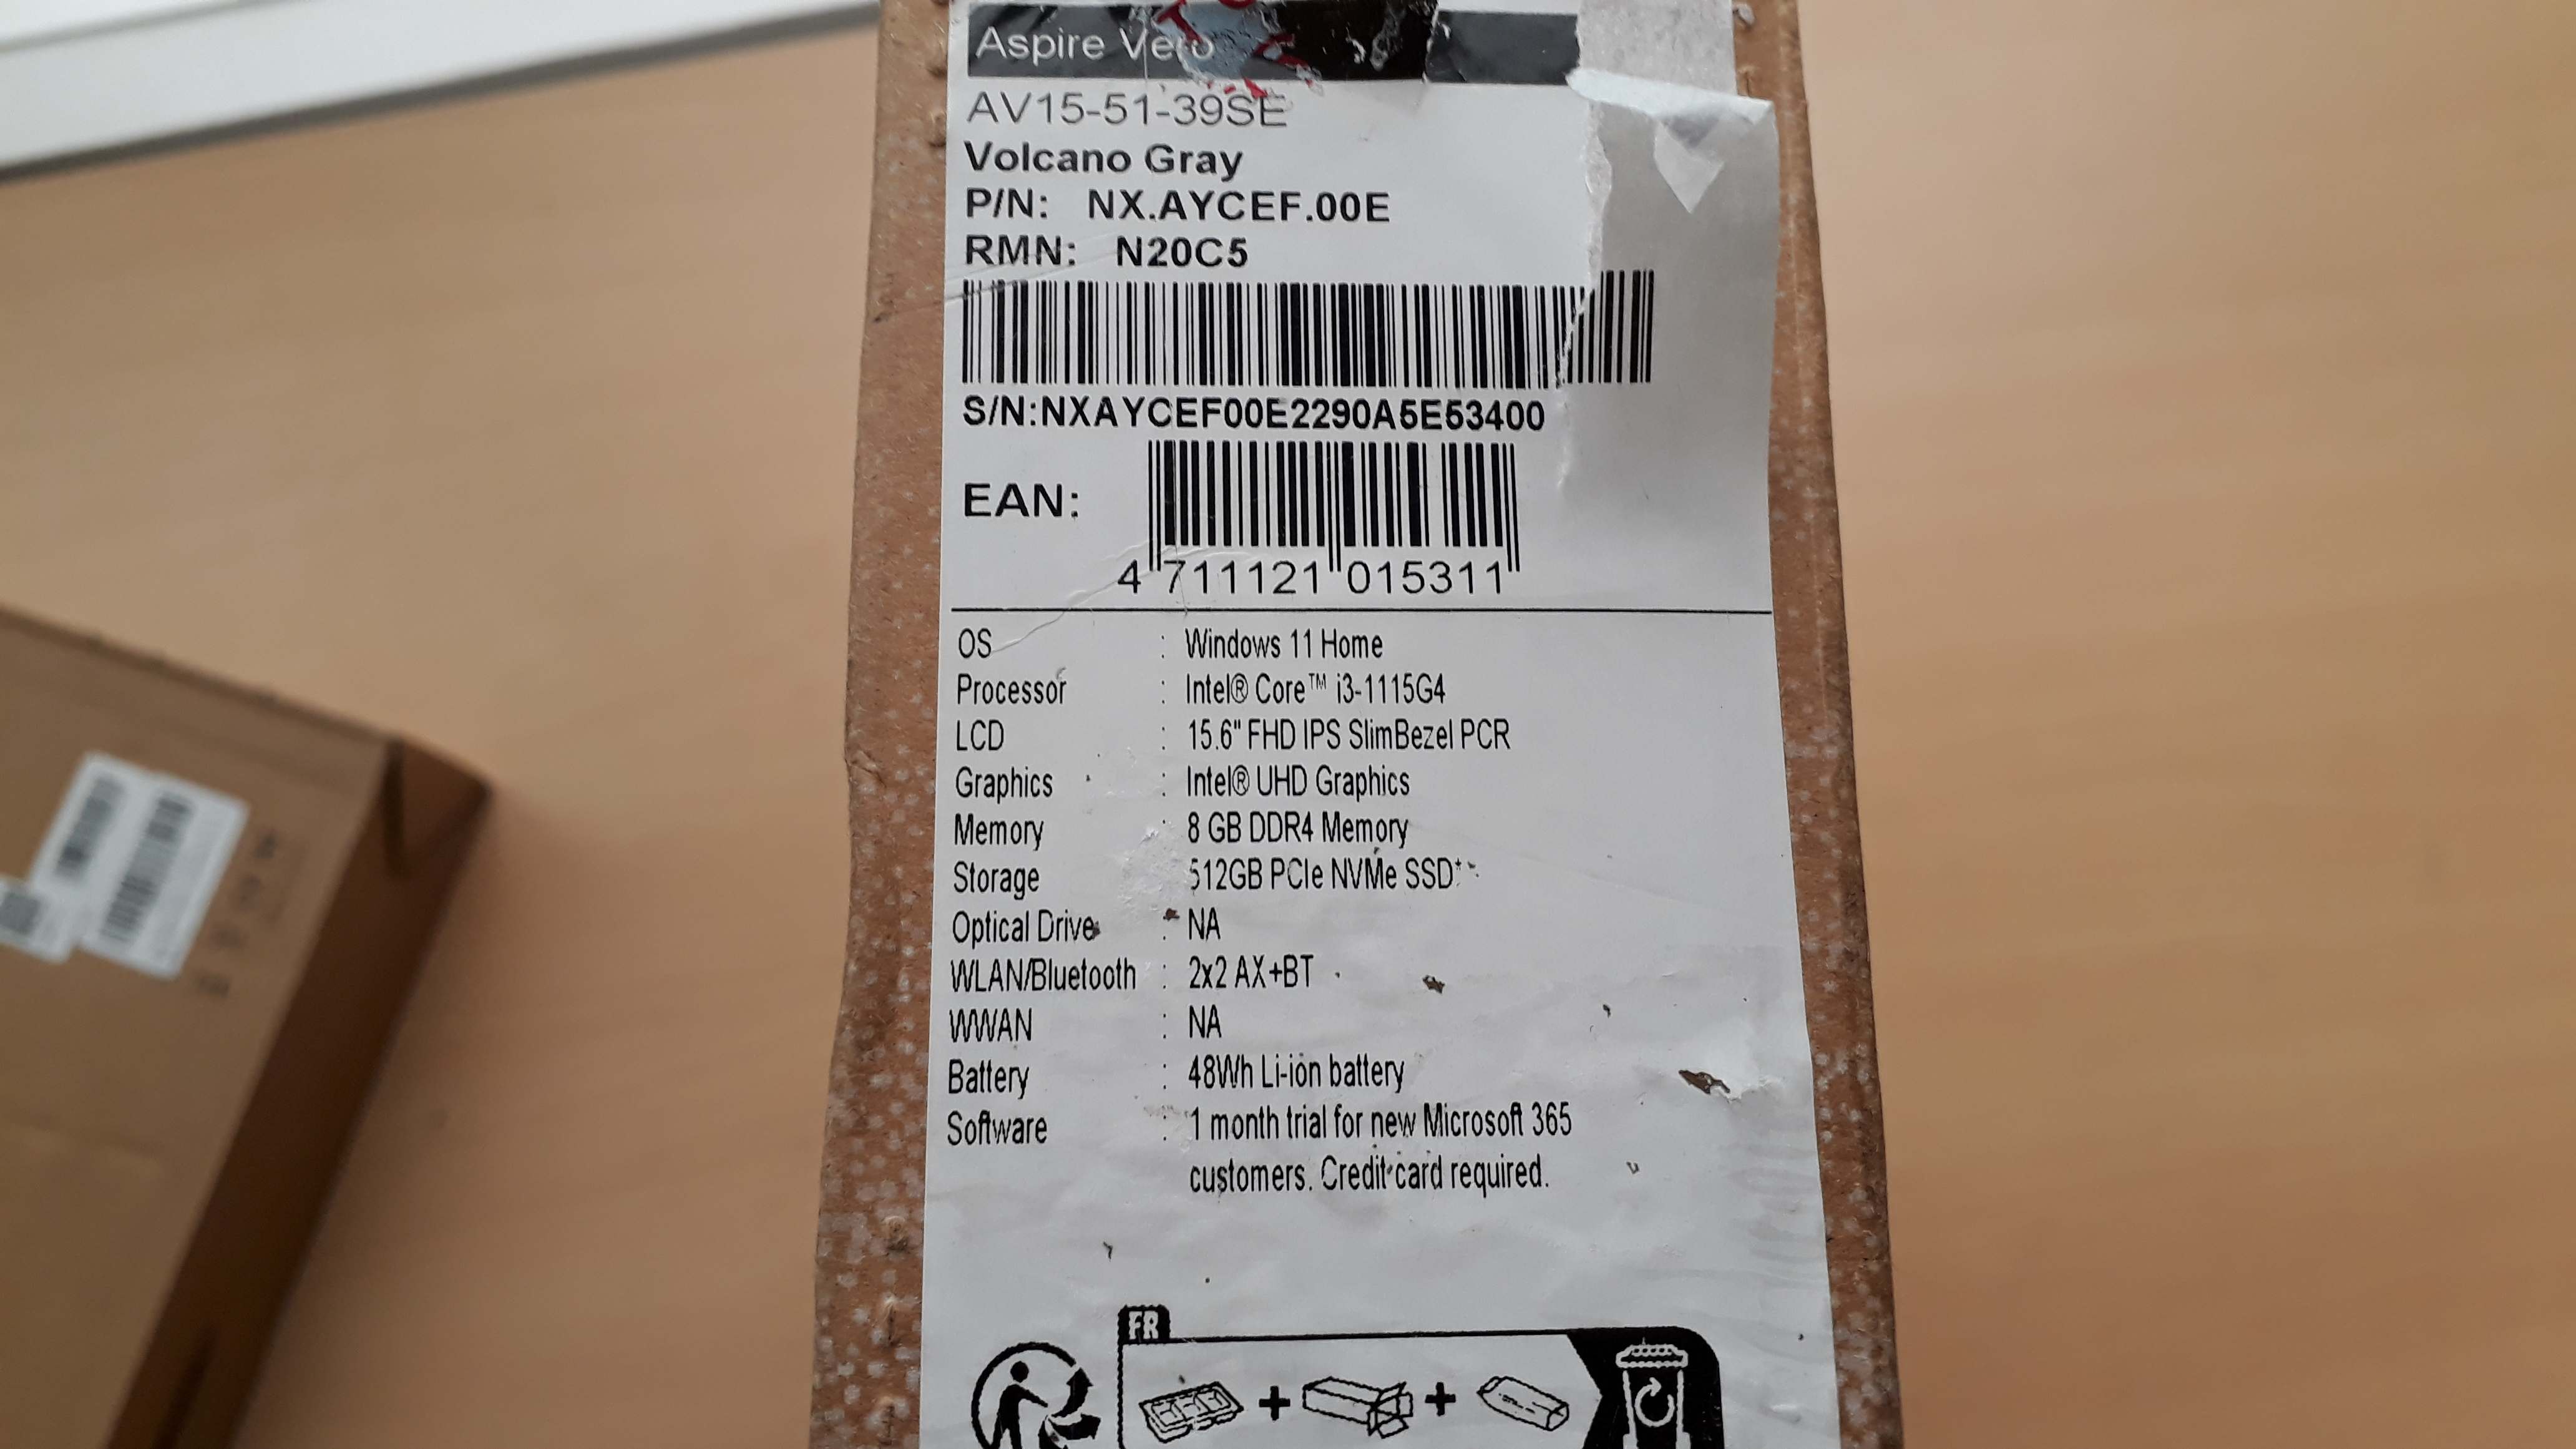 Aspire Vero
AV15-51-39SE
Volcano Gray
P/N: NX.AYCEF.00E
RMN: N20C5
S/N:NXAYCEF00E2290A5E53400
EAN:
4 711121 015311
OS : Windows 11 Home
Processor : Intel® Core™ i3-1115G4
LCD : 15.6" FHD IPS SlimBezel PCR
Graphics : Intel® UHD Graphics
Memory : 8 GB DDR4 Memory
Storage 512GB PCIe NVMe SSD*
Optical Drive : NA
WLAN/Bluetooth : 2x2 AX+BT
WWAN : NA
Battery : 48Wh Li-ion battery
Software : 1 month trial for new Microsoft 365
customers. Credit card required.
FR